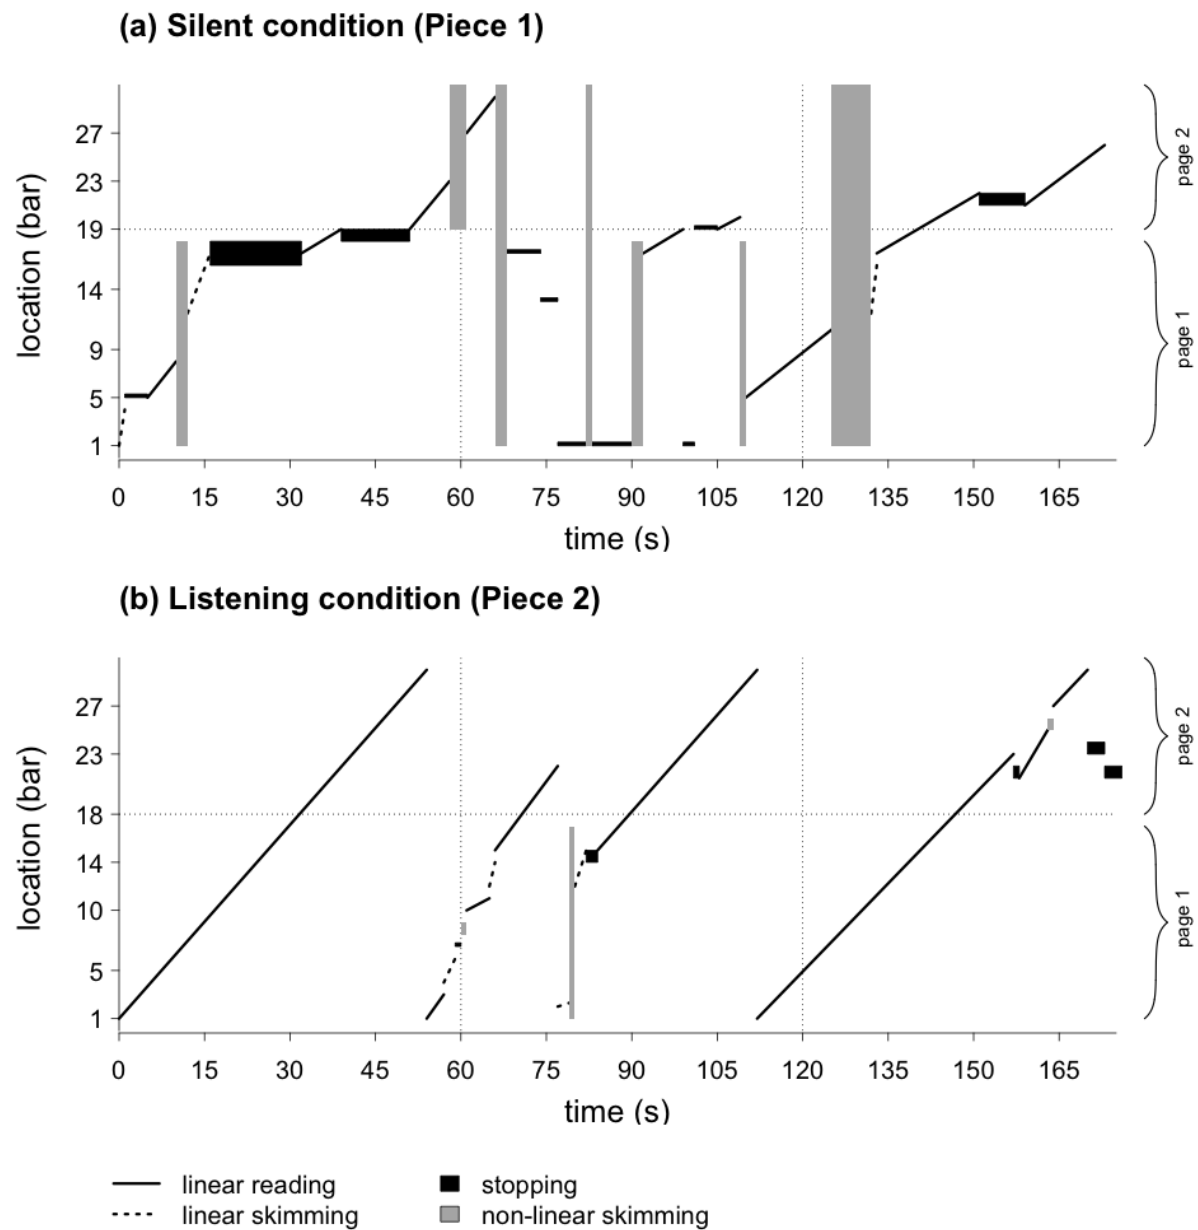 (a) Silent condition (Piece 1)
location (bar)
27
23
19
14
9
5
1
page 2
page 1
0 15 30 45 60 75 90 105 120 135 150 165
time (s)
(b) Listening condition (Piece 2)
location (bar)
27
23
18
14
10
5
1
page 2
page 1
0 15 30 45 60 75 90 105 120 135 150 165
time (s)
linear reading
stopping
linear skimming
non-linear skimming